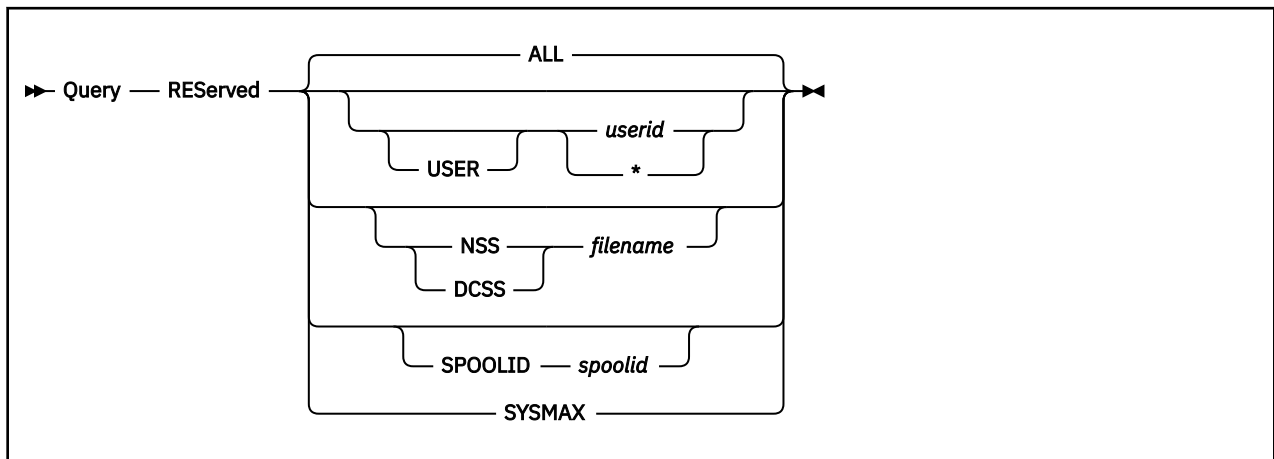 ALL
Query REServed
userid
USER
*
NSS filename
DCSS
SPOOLID spoolid
SYSMAX